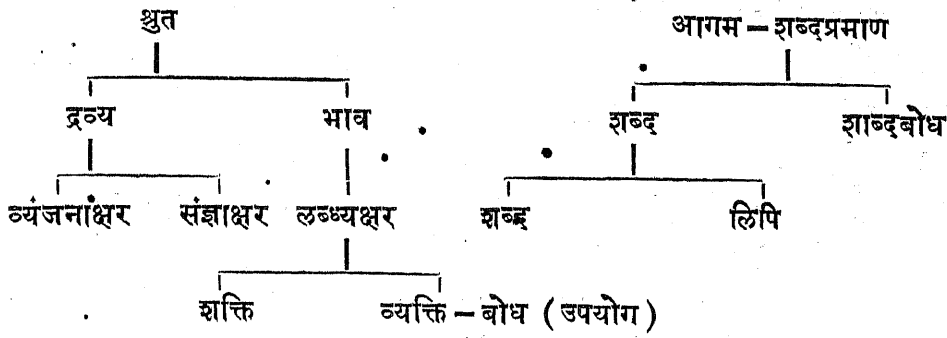 श्रुत आगम – शब्दप्रमाण
द्रव्य भाव शब्द शाब्दबोध
व्यंजनाक्षर संज्ञाक्षर लब्ध्यक्षर शब्द लिपि
शक्ति व्यक्ति – बोध ( उपयोग )